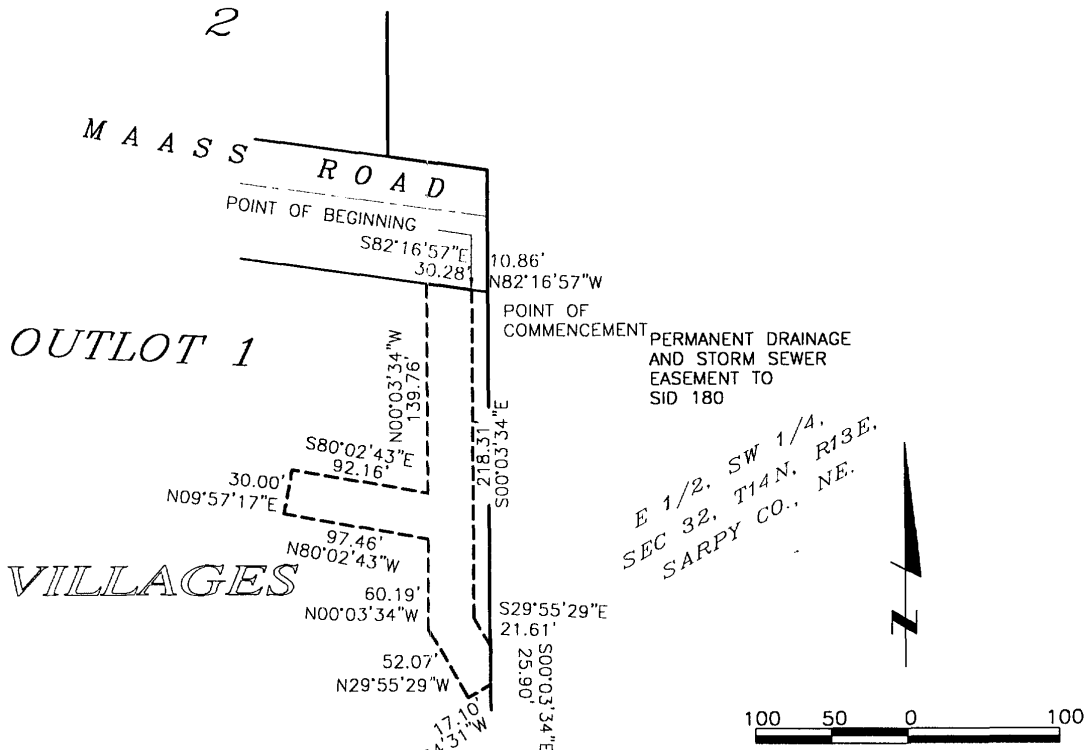 2
MAASS ROAD
POINT OF BEGINNING
S82°16'57"E
30.28'
10.86'
N82°16'57"W
POINT OF
COMMENCEMENT
PERMANENT DRAINAGE
AND STORM SEWER
EASEMENT TO
SID 180
OUTLOT 1
N00°03'34"W
139.76'
218.31'
S00°03'34"E
S80°02'43"E
92.16'
30.00'
N09°57'17"E
97.46'
N80°02'43"W
E 1/2, SW 1/4,
SEC 32, T14N, R13E,
SARPY CO., NE.
VILLAGES
60.19'
N00°03'34"W
S29°55'29"E
21.61'
52.07'
N29°55'29"W
S00°03'34"E
25.90'
17.10'
4'31"W
N
100 50 0 100